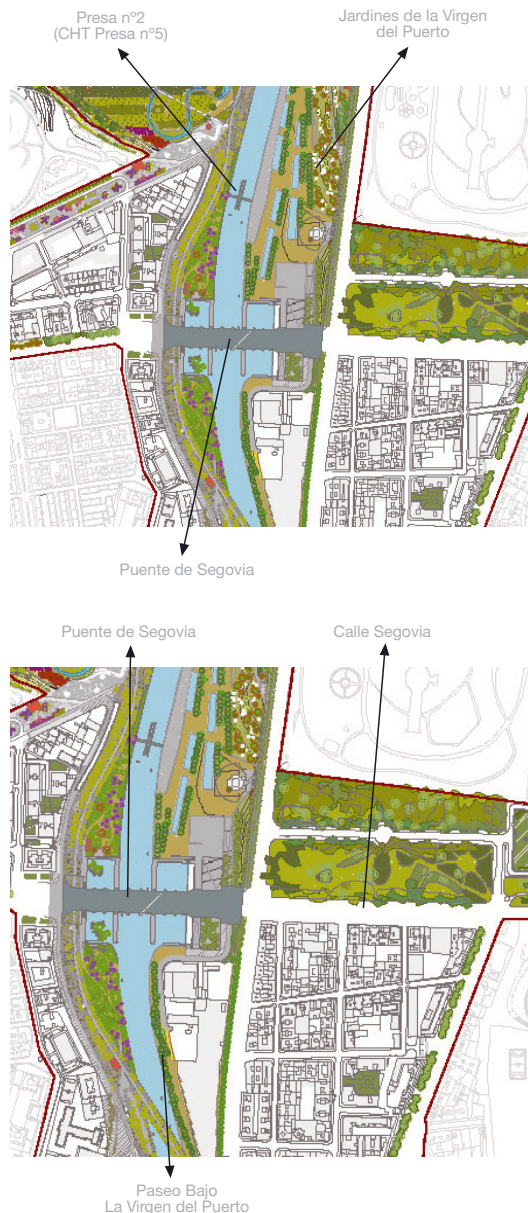 Presa nº2
(CHT Presa nº5)
Jardines de la Virgen
del Puerto
Puente de Segovia
Puente de Segovia
Calle Segovia
Paseo Bajo
La Virgen del Puerto